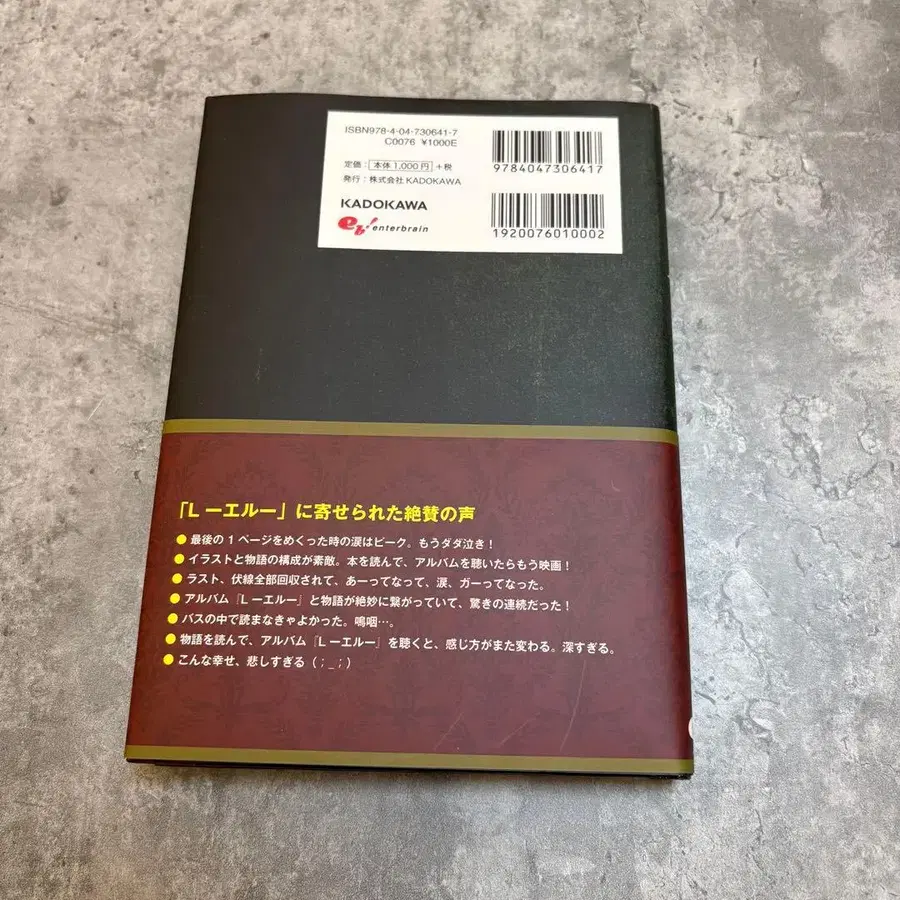 ISBN978-4-04-730641-7
C0076 ¥1000E
定価： 本体1,000円 +税
発行：株式会社KADOKAWA
KADOKAWA
eb! enterbrain
9784047306417
1920076010002
「L ーエルー」に寄せられた絶賛の声
●最後の1ページをめくった時の涙はピーク。もうダダ泣き！
●イラストと物語の構成が素敵。本を読んで、アルバムを聴いたらもう映画！
●ラスト、伏線全部回収されて、あーってなって、涙、ガーってなった。
●アルバム『L ーエルー』と物語が絶妙に繋がっていて、驚きの連続だった！
●バスの中で読まなきゃよかった。嗚咽…。
●物語を読んで、アルバム『L ーエルー』を聴くと、感じ方がまた変わる。深すぎる。
●こんな幸せ、悲しすぎる（；_；）